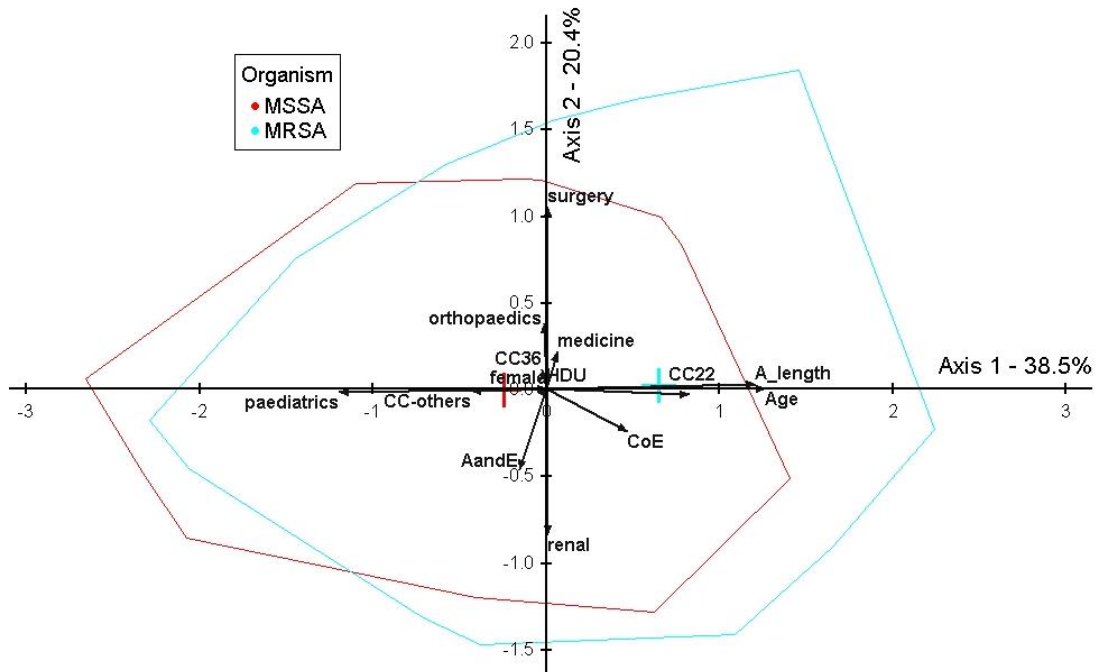 Organism
MSSA
MRSA
Axis 2 - 20.4%
2.0
1.5
1.0
surgery
0.5
orthopaedics
medicine
CC36
female
HDU
CC22
A_length
Axis 1 - 38.5%
-3
-2
-1
0
1
2
3
0.0
paediatrics
CC-others
Age
CoE
AandE
-0.5
renal
-1.0
-1.5